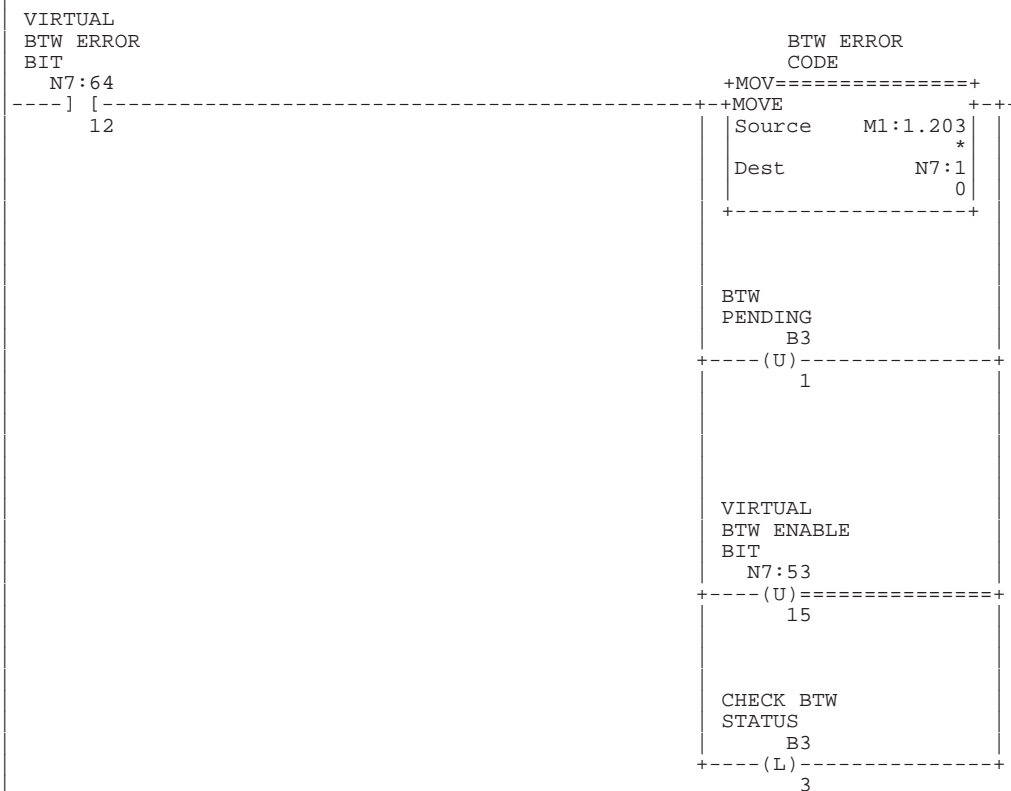 VIRTUAL
BTW ERROR BTW ERROR
BIT CODE
N7:64 +MOV===============+
----] [----------------------------------------------+-+MOVE +-+-
12 | |Source M1:1.203| |
| | *| |
| |Dest N7:1| |
| | 0| |
| +------------------+ |
BTW
PENDING
B3
+----(U)---------------+
1
VIRTUAL
BTW ENABLE
BIT
N7:53
+----(U)===============+
15
CHECK BTW
STATUS
B3
+----(L)---------------+
3